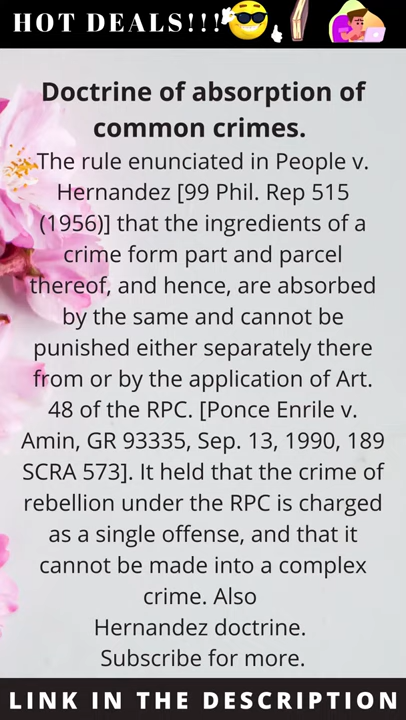 HOT DEALS!!!
Doctrine of absorption of
common crimes.
The rule enunciated in People v.
Hernandez [99 Phil. Rep 515
(1956)] that the ingredients of a
crime form part and parcel
thereof, and hence, are absorbed
by the same and cannot be
punished either separately there
from or by the application of Art.
48 of the RPC. [Ponce Enrile v.
Amin, GR 93335, Sep. 13, 1990, 189
SCRA 573]. It held that the crime of
rebellion under the RPC is charged
as a single offense, and that it
cannot be made into a complex
crime. Also
Hernandez doctrine.
Subscribe for more.
LINK IN THE DESCRIPTION